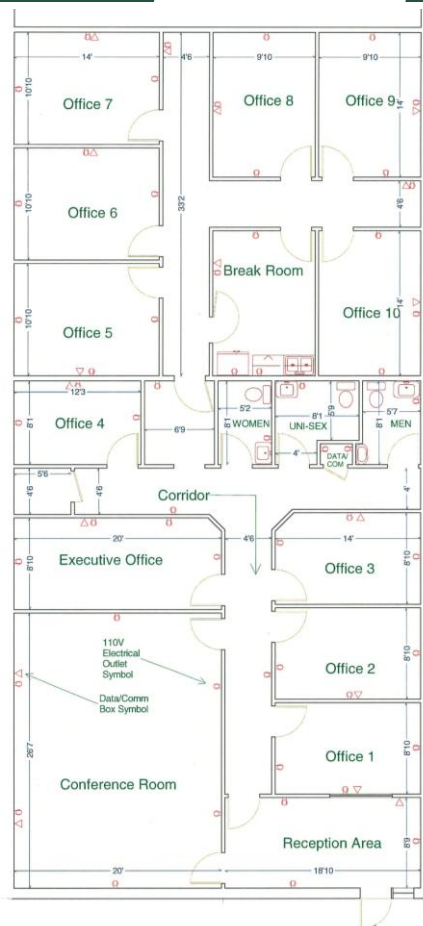 14'
4'6
9'10
9'10
10'10
Office 7
Office 8
Office 9
14'
10'10
Office 6
33'2
4'6
10'10
Office 5
Break Room
Office 10
14'
12'3
8'1
Office 4
6'9
5'2
WOMEN
8'1
8'1
UNI-SEX
5'9
4'
DATA/
COM
5'7
8'1
MEN
5'6
4'6
4'6
Corridor
4'
20'
4'6
14'
8'10
Executive Office
Office 3
8'10
110V
Electrical
Outlet
Symbol
Office 2
8'10
Data/Comm
Box Symbol
26'7
Office 1
8'10
Conference Room
Reception Area
8'9
20'
18'10